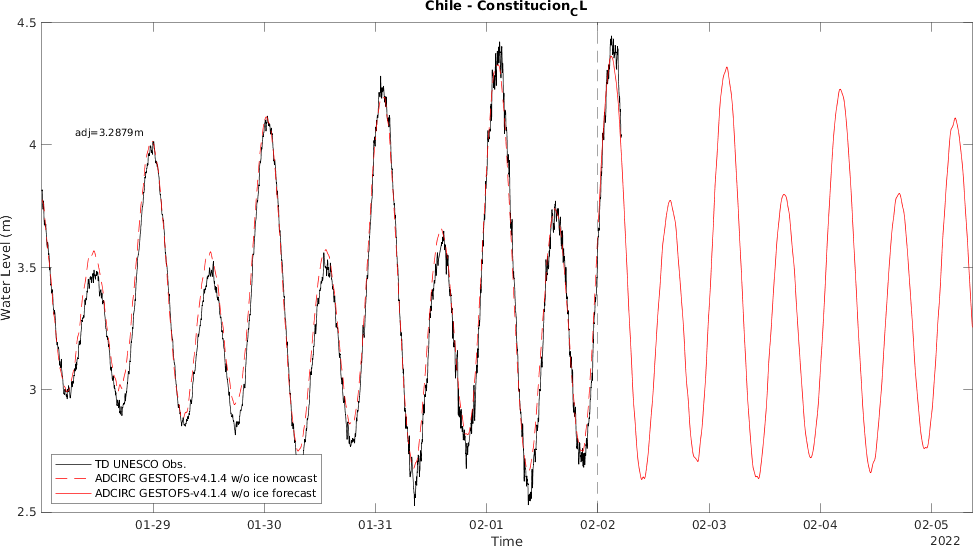 Chile - Constitucion_CL
4.5
4
3.5
3
2.5
Water Level (m)
adj=3.2879m
TD UNESCO Obs.
ADCIRC GESTOFS-v4.1.4 w/o ice nowcast
ADCIRC GESTOFS-v4.1.4 w/o ice forecast
01-29 01-30 01-31 02-01 02-02 02-03 02-04 02-05
Time
2022